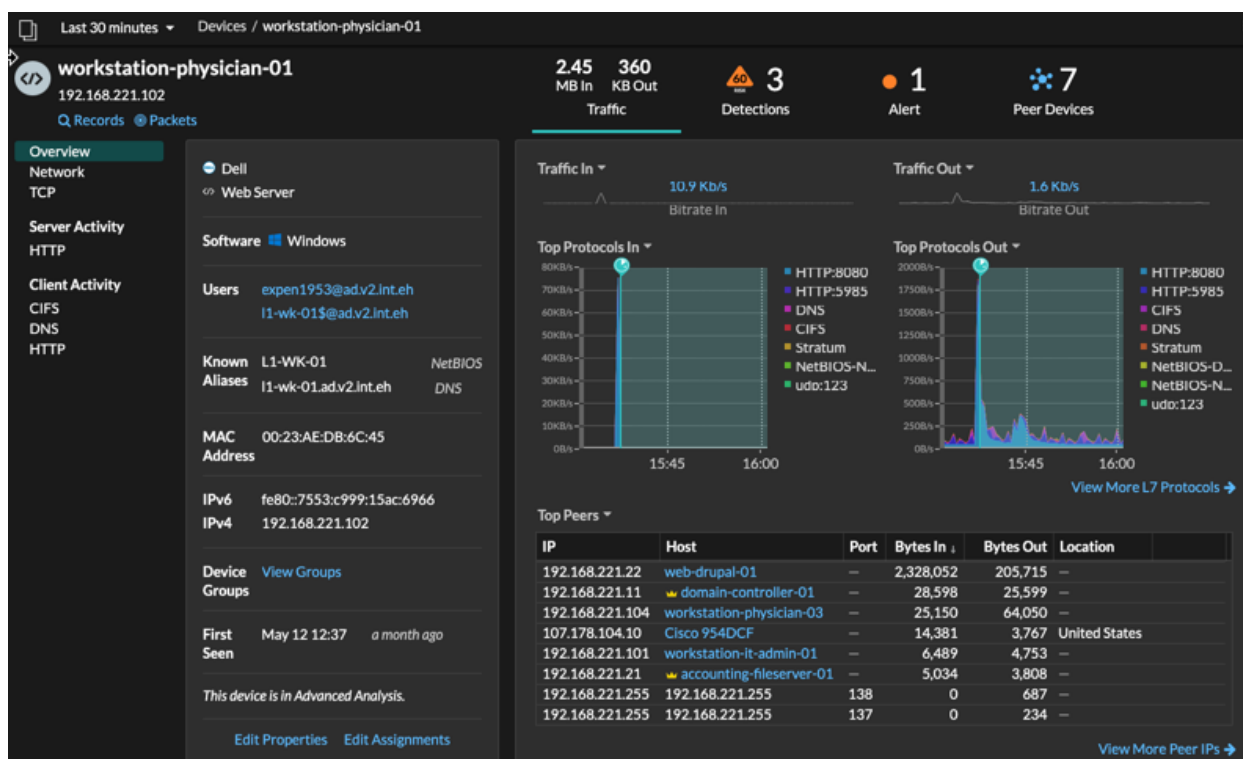 Last 30 minutes Devices / workstation-physician-01
workstation-physician-01
192.168.221.102
Records Packets
2.45 360
MB In KB Out
Traffic
60
RISK
3
Detections
1
Alert
7
Peer Devices
Overview
Network
TCP
Server Activity
HTTP
Client Activity
CIFS
DNS
HTTP
Dell
Web Server
Software Windows
Users expen1953@ad.v2.int.eh
l1-wk-01$@ad.v2.int.eh
Known Aliases L1-WK-01 NetBIOS
l1-wk-01.ad.v2.int.eh DNS
MAC Address 00:23:AE:DB:6C:45
IPv6 fe80::7553:c999:15ac:6966
IPv4 192.168.221.102
Device Groups View Groups
First Seen May 12 12:37 a month ago
This device is in Advanced Analysis.
Edit Properties Edit Assignments
Traffic In
10.9 Kb/s
Bitrate In
Traffic Out
1.6 Kb/s
Bitrate Out
Top Protocols In
80KB/s
70KB/s
60KB/s
50KB/s
40KB/s
30KB/s
20KB/s
10KB/s
0B/s
15:45 16:00
HTTP:8080
HTTP:5985
DNS
CIFS
Stratum
NetBIOS-N...
udp:123
Top Protocols Out
2000B/s
1750B/s
1500B/s
1250B/s
1000B/s
750B/s
500B/s
250B/s
0B/s
15:45 16:00
HTTP:8080
HTTP:5985
CIFS
DNS
Stratum
NetBIOS-D...
NetBIOS-N...
udp:123
View More L7 Protocols
Top Peers
IP Host Port Bytes In ↓ Bytes Out Location
192.168.221.22 web-drupal-01 — 2,328,052 205,715 —
192.168.221.11 domain-controller-01 — 28,598 25,599 —
192.168.221.104 workstation-physician-03 — 25,150 64,050 —
107.178.104.10 Cisco 954DCF — 14,381 3,767 United States
192.168.221.101 workstation-it-admin-01 — 6,489 4,753 —
192.168.221.21 accounting-fileserver-01 — 5,034 3,808 —
192.168.221.255 192.168.221.255 138 0 687 —
192.168.221.255 192.168.221.255 137 0 234 —
View More Peer IPs